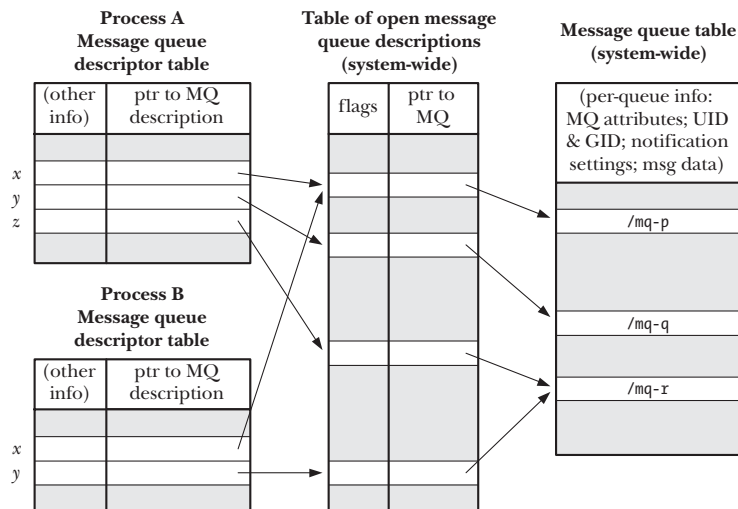 Process A
Message queue
descriptor table
(other
info)
ptr to MQ
description
x
y
z
Process B
Message queue
descriptor table
(other
info)
ptr to MQ
description
x
y
Table of open message
queue descriptions
(system-wide)
flags
ptr to
MQ
Message queue table
(system-wide)
(per-queue info:
MQ attributes; UID
& GID; notification
settings; msg data)
/mq-p
/mq-q
/mq-r